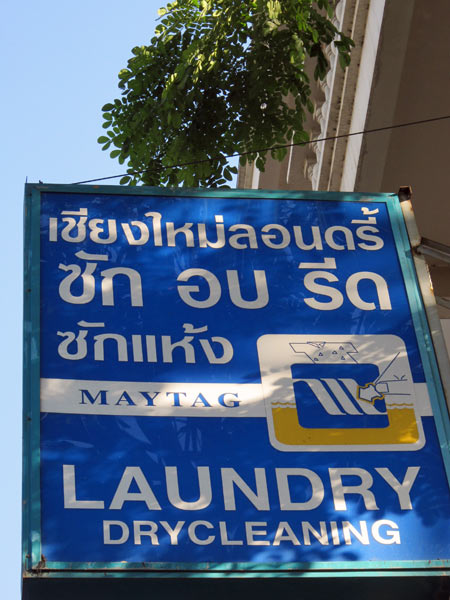 เชียงใหม่ลอนดรี้
ซัก อบ รีด
ซักแห้ง
MAYTAG
LAUNDRY
DRYCLEANING